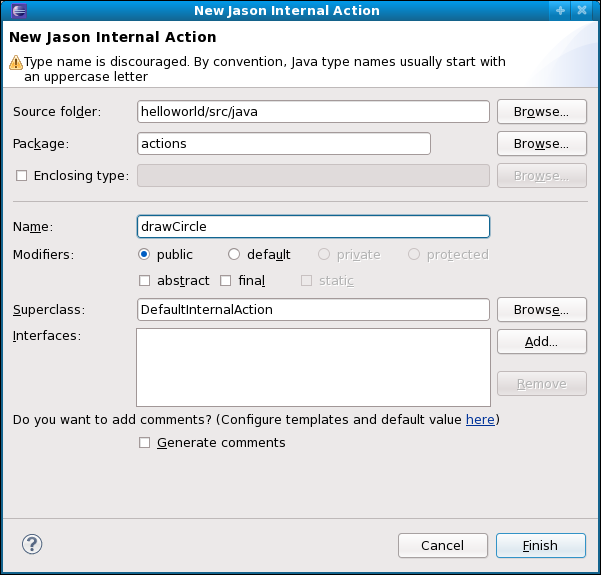 New Jason Internal Action
New Jason Internal Action
Type name is discouraged. By convention, Java type names usually start with
an uppercase letter
Source folder: helloworld/src/java Browse...
Package: actions Browse...
Enclosing type: Browse...
Name: drawCircle
Modifiers: public default private protected
abstract final static
Superclass: DefaultInternalAction Browse...
Interfaces: Add...
Remove
Do you want to add comments? (Configure templates and default value here)
Generate comments
? Cancel Finish